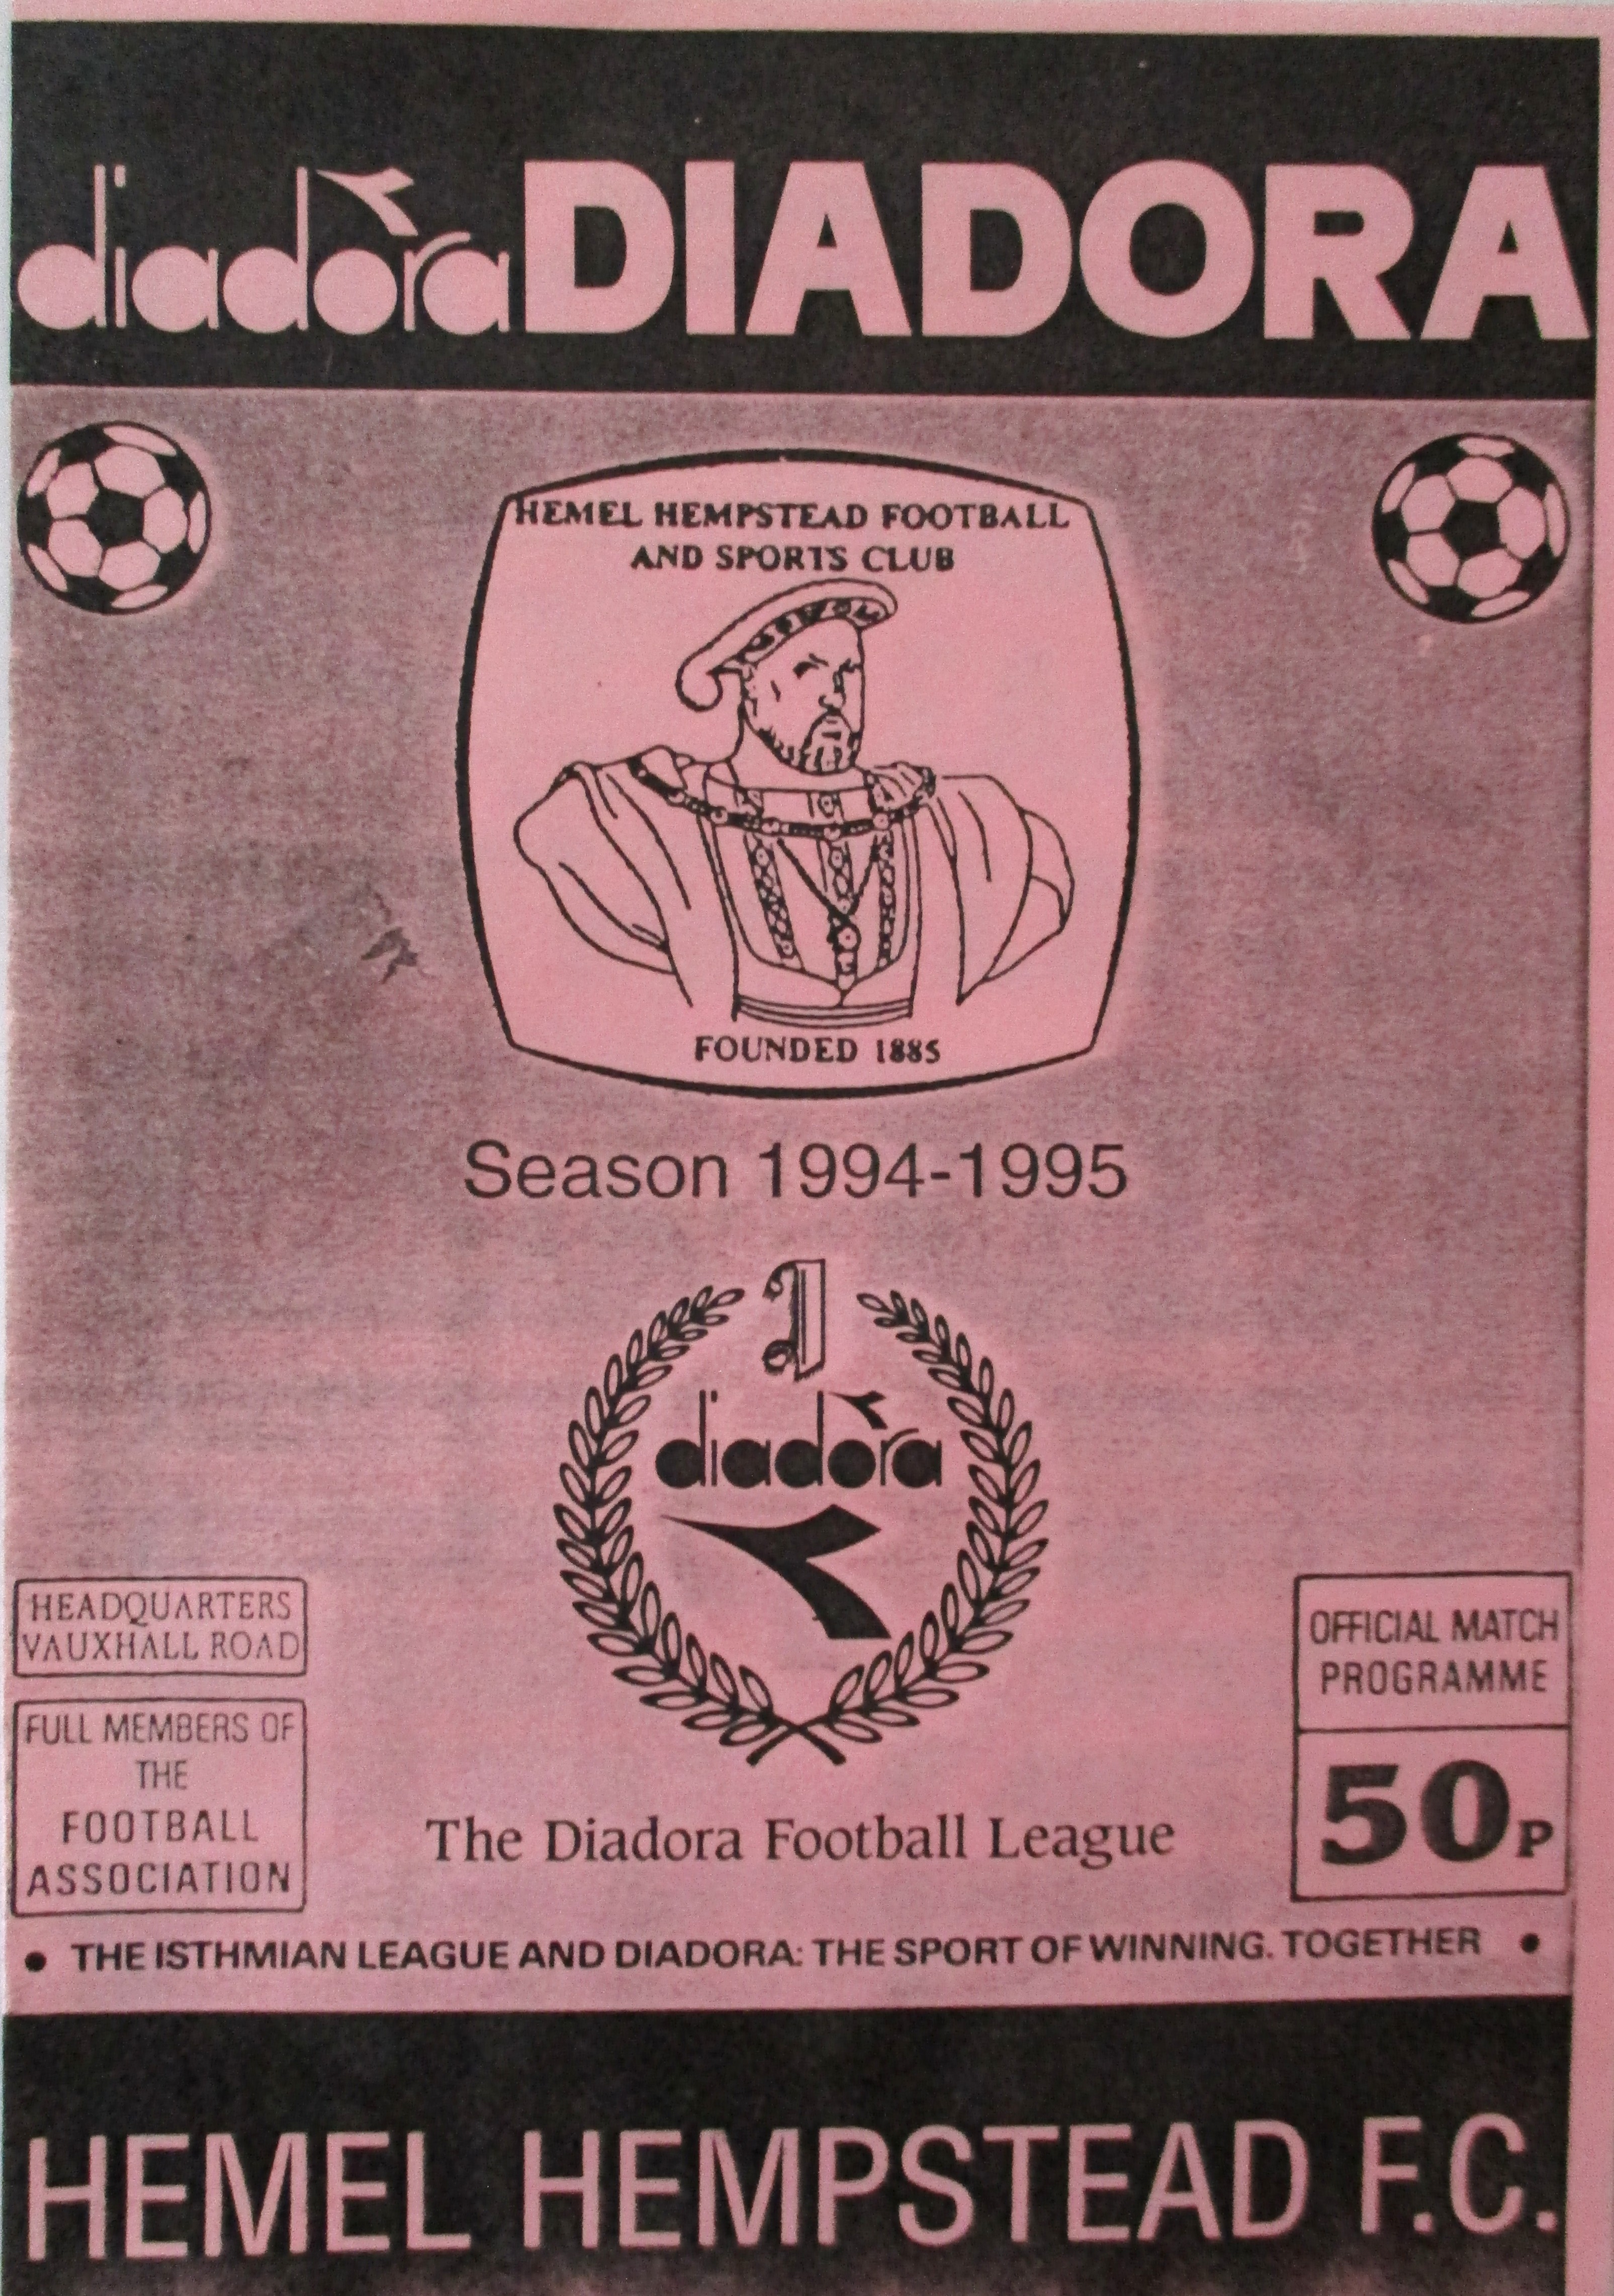 diadora DIADORA
HEMEL HEMPSTEAD FOOTBALL
AND SPORTS CLUB
FOUNDED 1885
Season 1994-1995
diadora
HEADQUARTERS
VAUXHALL ROAD
FULL MEMBERS OF
THE
FOOTBALL
ASSOCIATION
OFFICIAL MATCH
PROGRAMME
50P
The Diadora Football League
• THE ISTHMIAN LEAGUE AND DIADORA: THE SPORT OF WINNING. TOGETHER •
HEMEL HEMPSTEAD F.C.